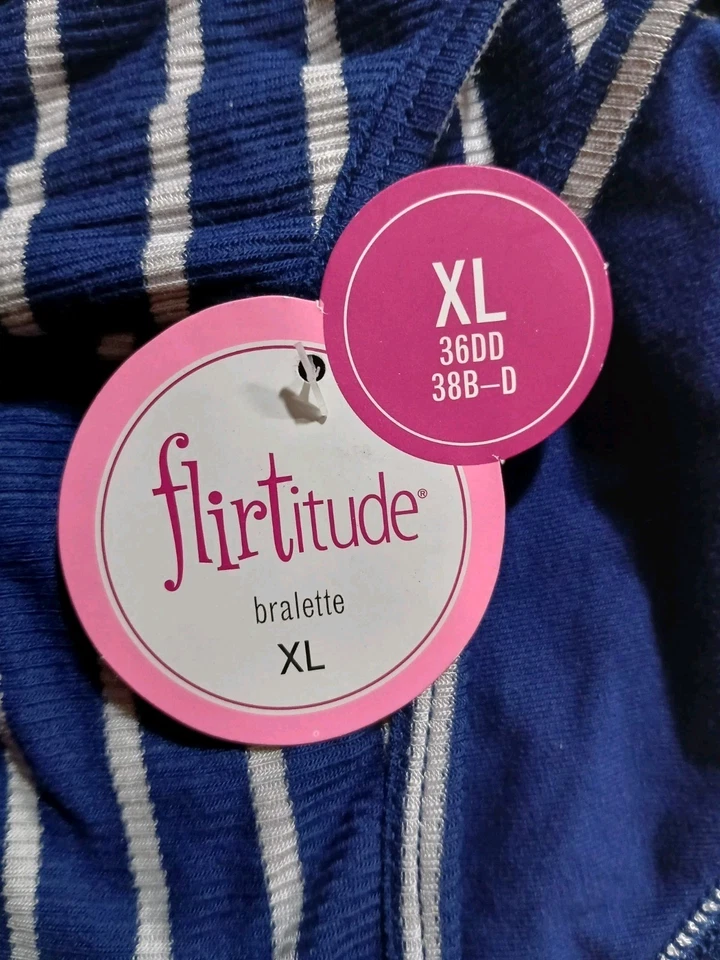 XL
36DD
38B–D
flirtitude®
bralette
XL